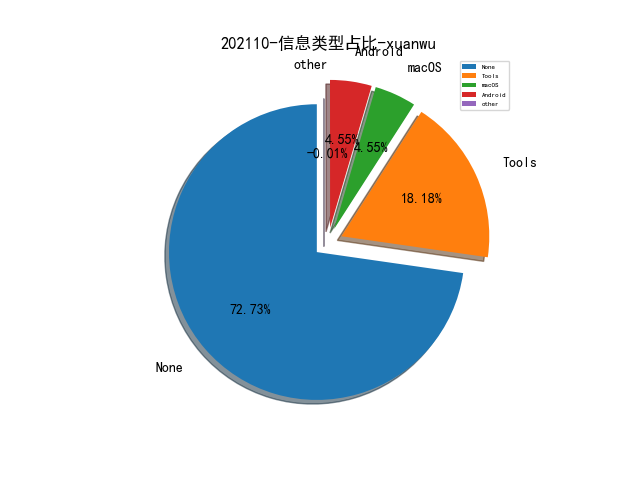 202110-信息类型占比-xuanwu
Android
other
macOS
None
Tools
macOS
Android
other
4.55%
4.55%
-0.01%
Tools
18.18%
72.73%
None